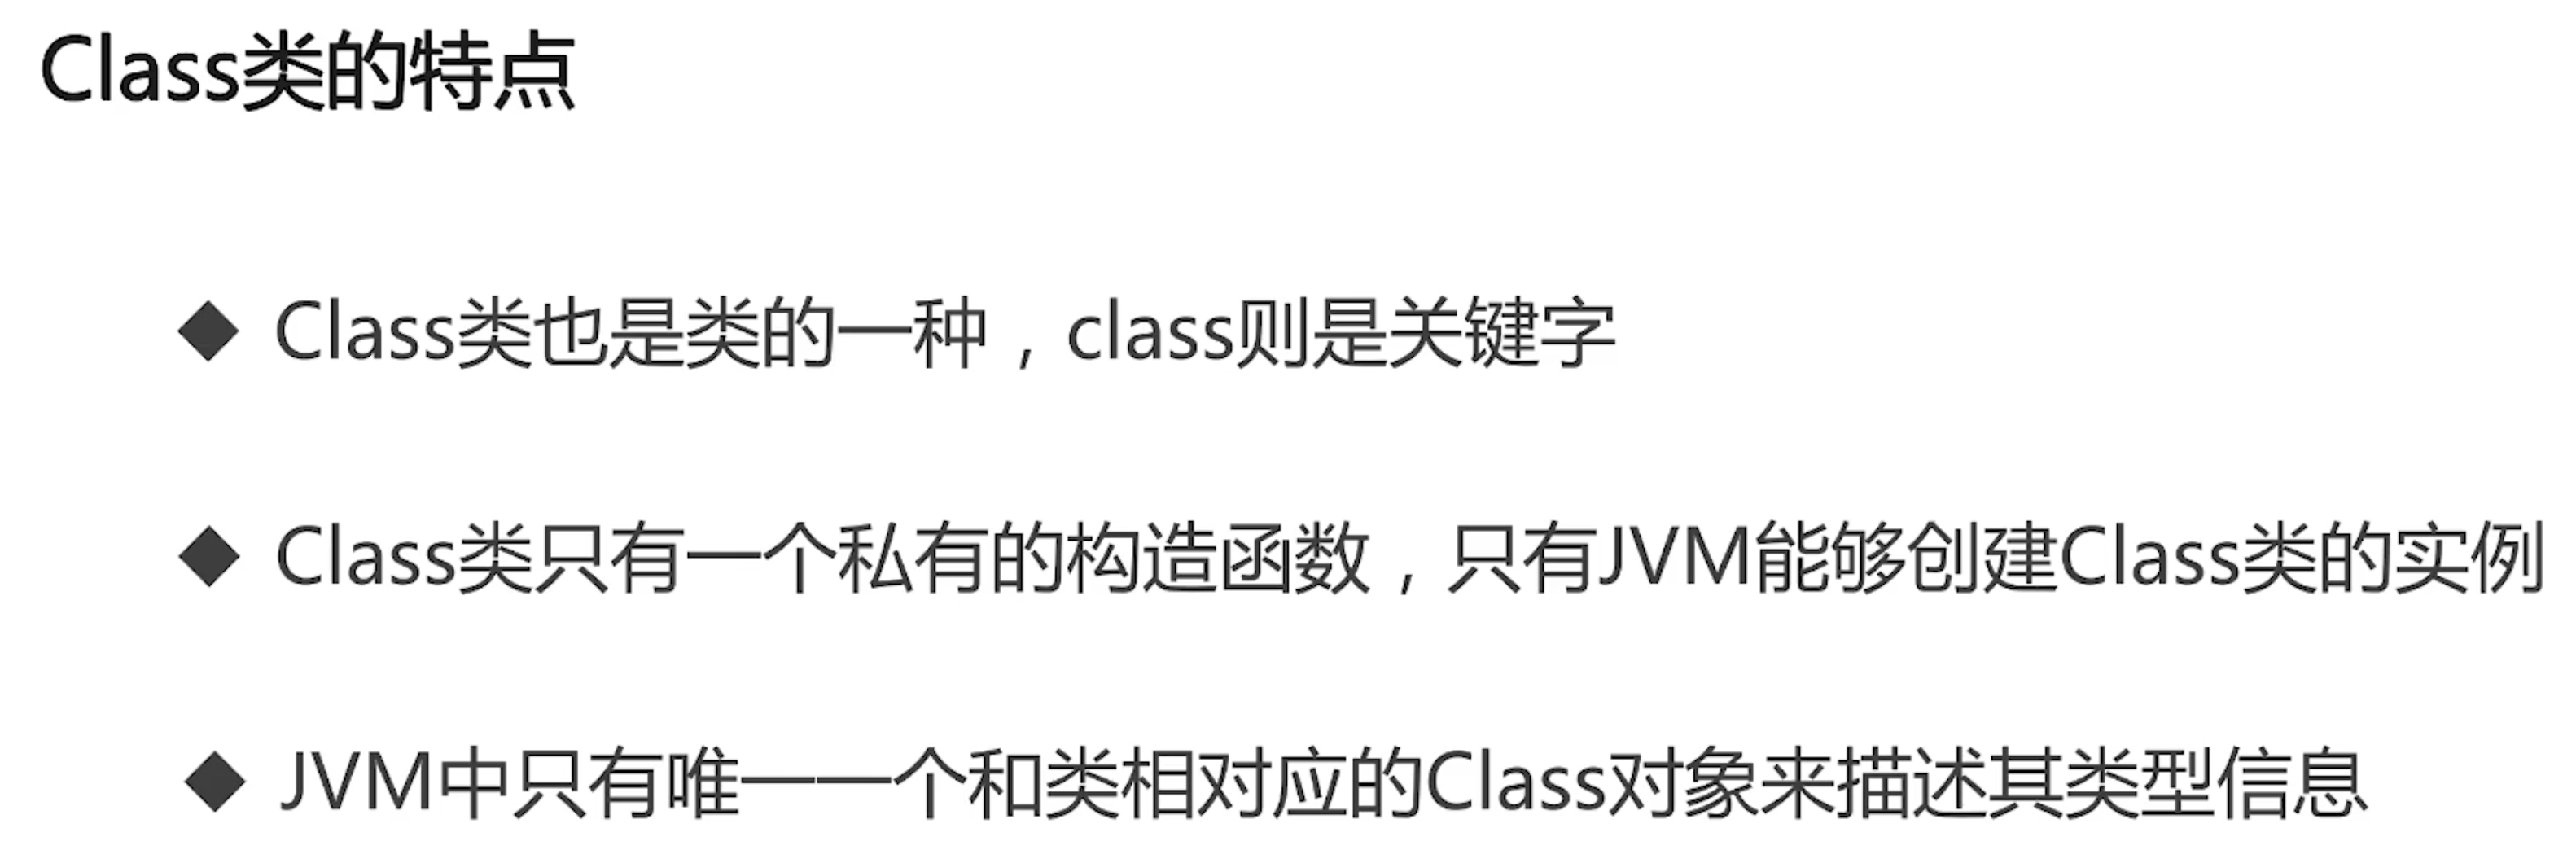 Class类的特点
◆ Class类也是类的一种，class则是关键字
◆ Class类只有一个私有的构造函数，只有JVM能够创建Class类的实例
◆ JVM中只有唯一一个和类相对应的Class对象来描述其类型信息